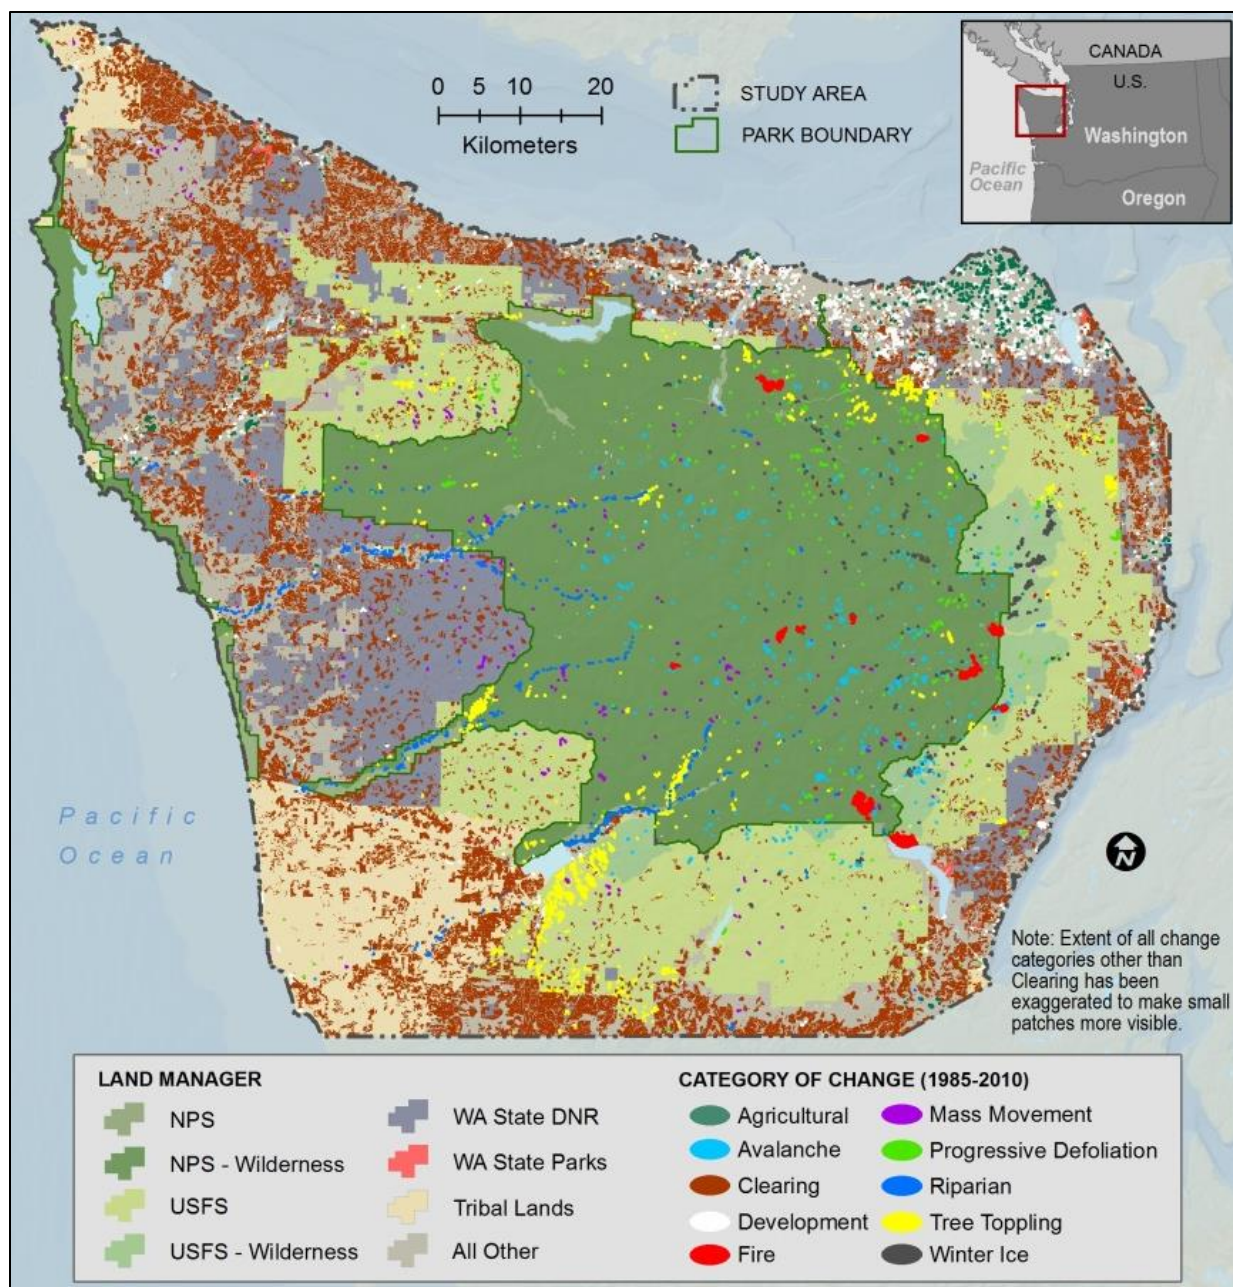 CANADA
U.S.
Washington
Pacific
Ocean
Oregon
0 5 10 20
Kilometers
STUDY AREA
PARK BOUNDARY
Pacific
Ocean
N
Note: Extent of all change
categories other than
Clearing has been
exaggerated to make small
patches more visible.
LAND MANAGER
NPS
NPS - Wilderness
USFS
USFS - Wilderness
WA State DNR
WA State Parks
Tribal Lands
All Other
CATEGORY OF CHANGE (1985-2010)
Agricultural
Avalanche
Clearing
Development
Fire
Mass Movement
Progressive Defoliation
Riparian
Tree Toppling
Winter Ice